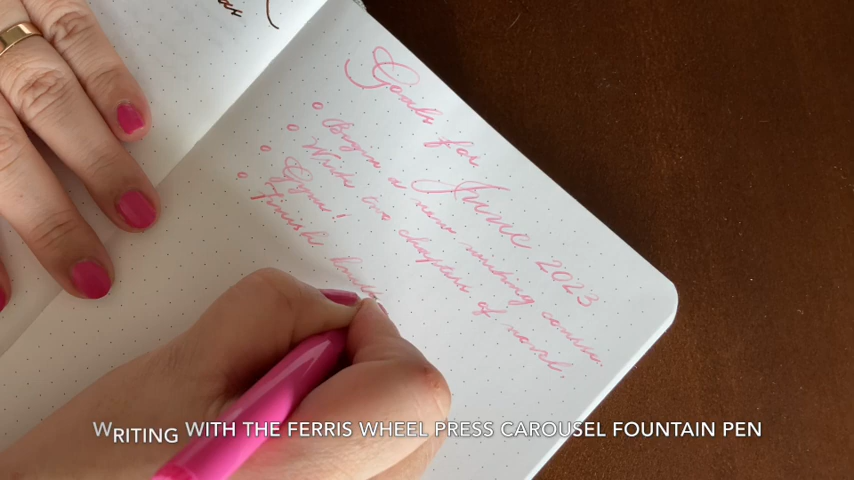 Goals for June 2023
Begin a new writing course.
Write two chapters of novel.
Gym!
Finish
WRITING WITH THE FERRIS WHEEL PRESS CAROUSEL FOUNTAIN PEN